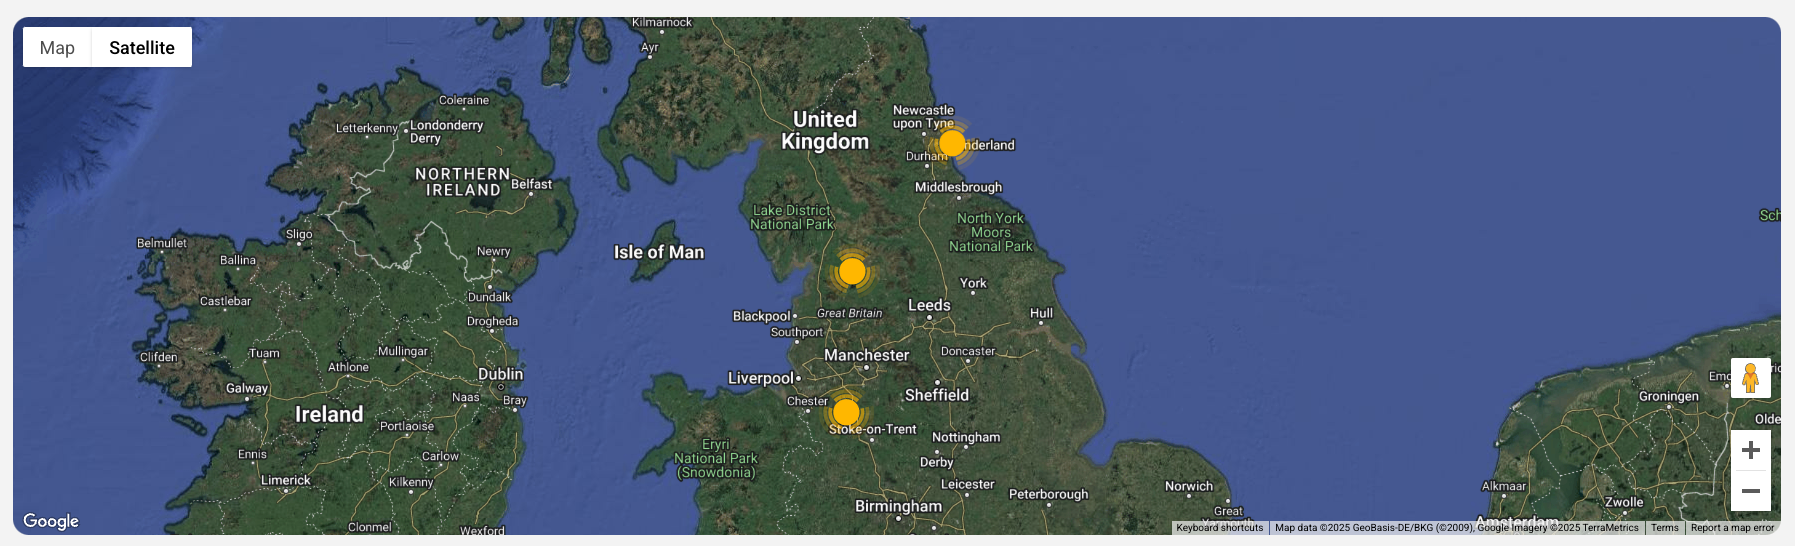 Map
Satellite
Kilmarnock
Ayr
Coleraine
Letterkenny
Londonderry
Derry
NORTHERN
IRELAND
Belfast
United
Kingdom
Newcastle
upon Tyne
nderland
Durham
Middlesbrough
Lake District
National Park
North York
Moors
National Park
Sch
Belmullet
Sligo
Ballina
Newry
Isle of Man
Castlebar
Dundalk
York
Leeds
Hull
Blackpool
Great Britain
Southport
Drogheda
Clifden
Tuam
Mullingar
Athlone
Manchester
Doncaster
Dublin
Liverpool
Galway
Naas
Bray
Chester
Sheffield
Ireland
Portlaoise
Stoke-on-Trent
Nottingham
Eryri
National Park
(Snowdonia)
Ennis
Carlow
Derby
Limerick
Kilkenny
Leicester
Peterborough
Norwich
Birmingham
Great
Clonmel
Wexford
Groningen
Olde
Alkmaar
Zwolle
Amsterdam
Google
Keyboard shortcuts
Map data ©2025 GeoBasis-DE/BKG (©2009), Google Imagery ©2025 TerraMetrics
Terms
Report a map error